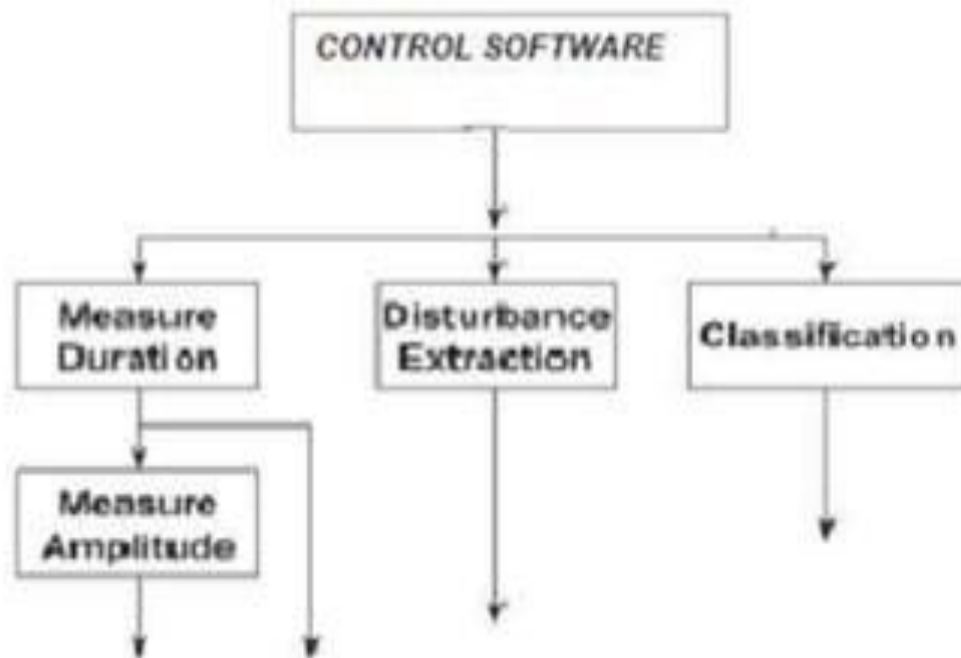 CONTROL SOFTWARE
Measure
Duration
Disturbance
Extraction
Classification
Measure
Amplitude